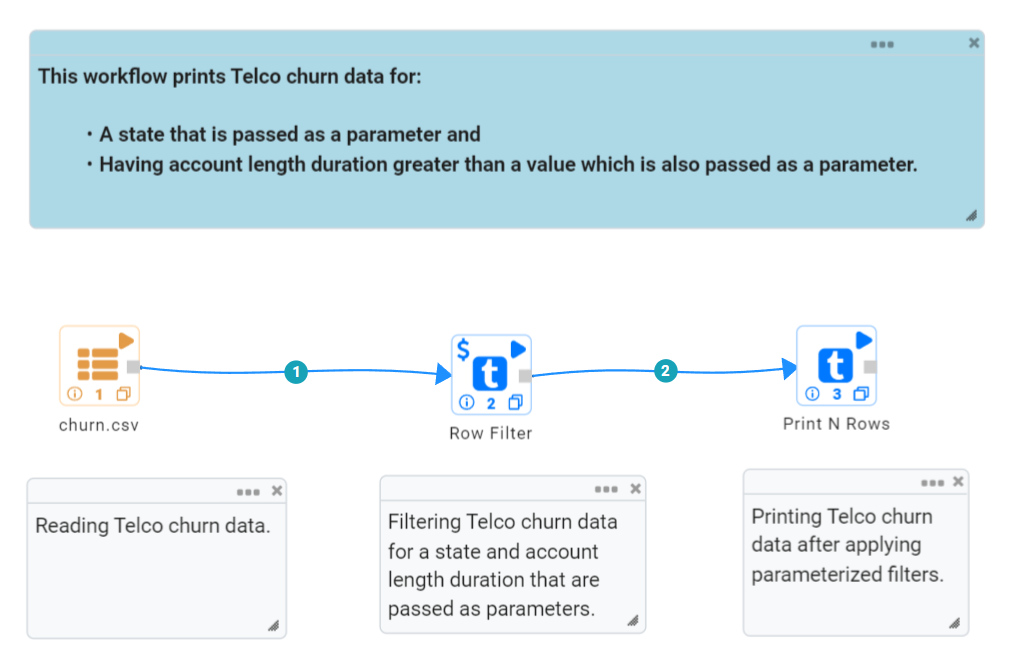 This workflow prints Telco churn data for:
• A state that is passed as a parameter and
• Having account length duration greater than a value which is also passed as a parameter.
1
2
$
t
t
1
2
3
churn.csv
Row Filter
Print N Rows
Reading Telco churn data.
Filtering Telco churn data
for a state and account
length duration that are
passed as parameters.
Printing Telco churn
data after applying
parameterized filters.